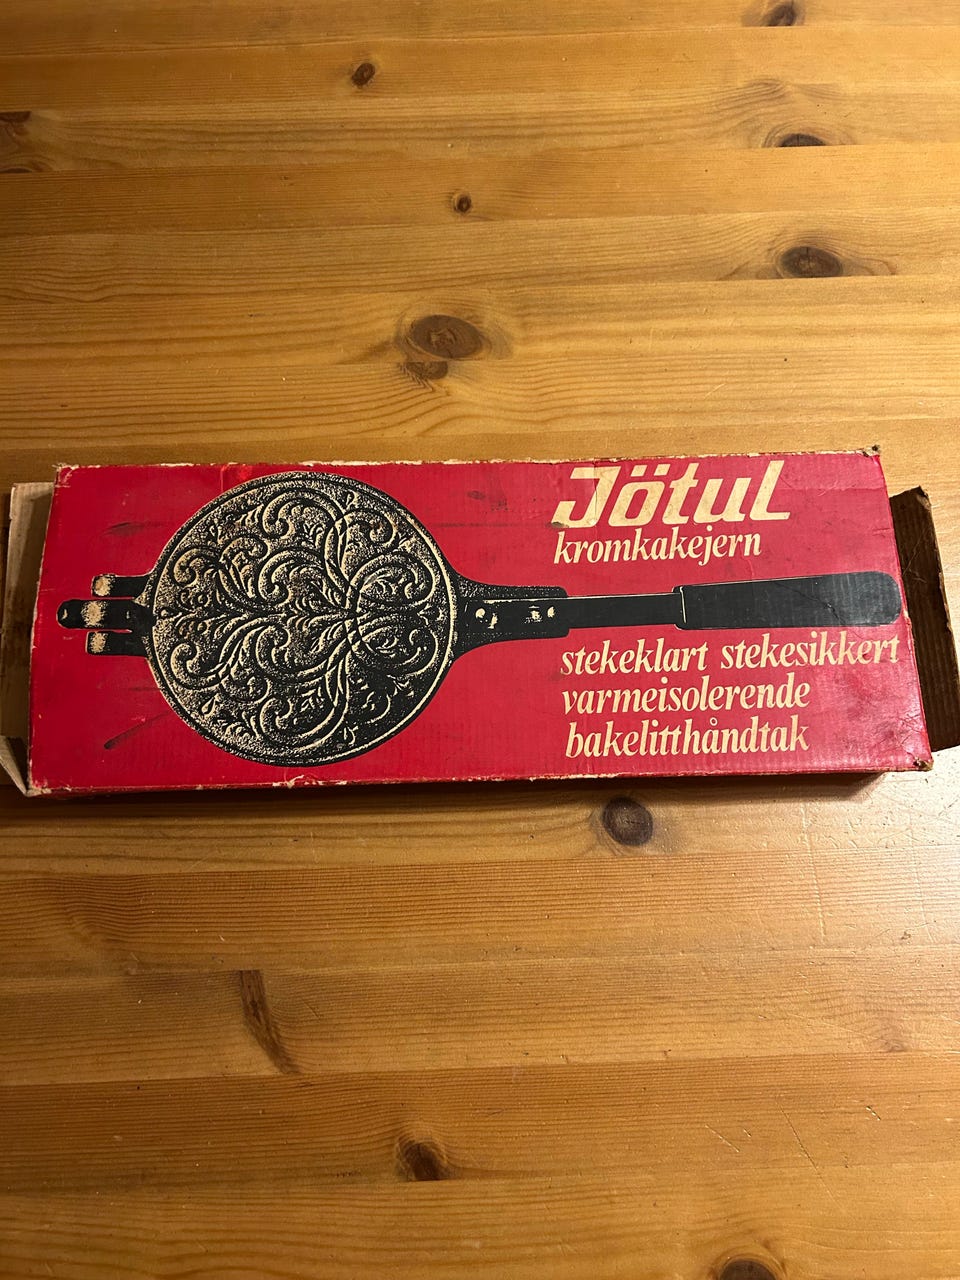 Jötul
kromkakejern
stekeklart stekesikkert
varmeisolerende
bakelitthåndtak